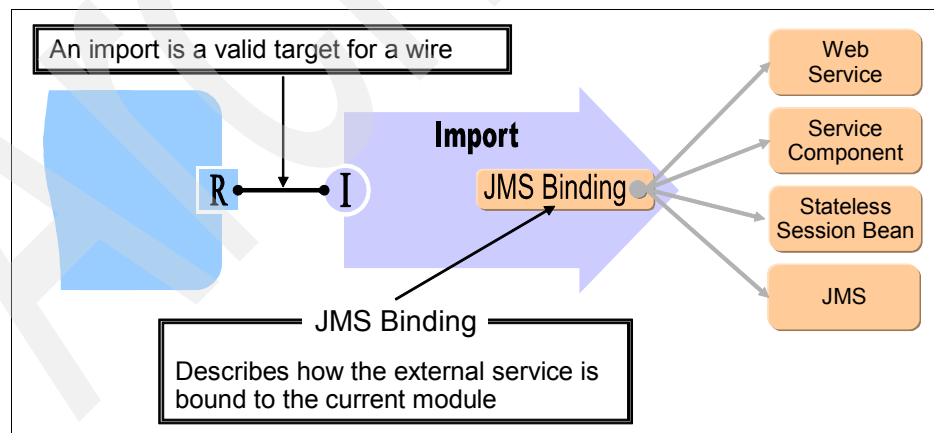 An import is a valid target for a wire
Web
Service
Import
Service
Component
R
I
JMS Binding
Stateless
Session Bean
JMS
JMS Binding
Describes how the external service is
bound to the current module